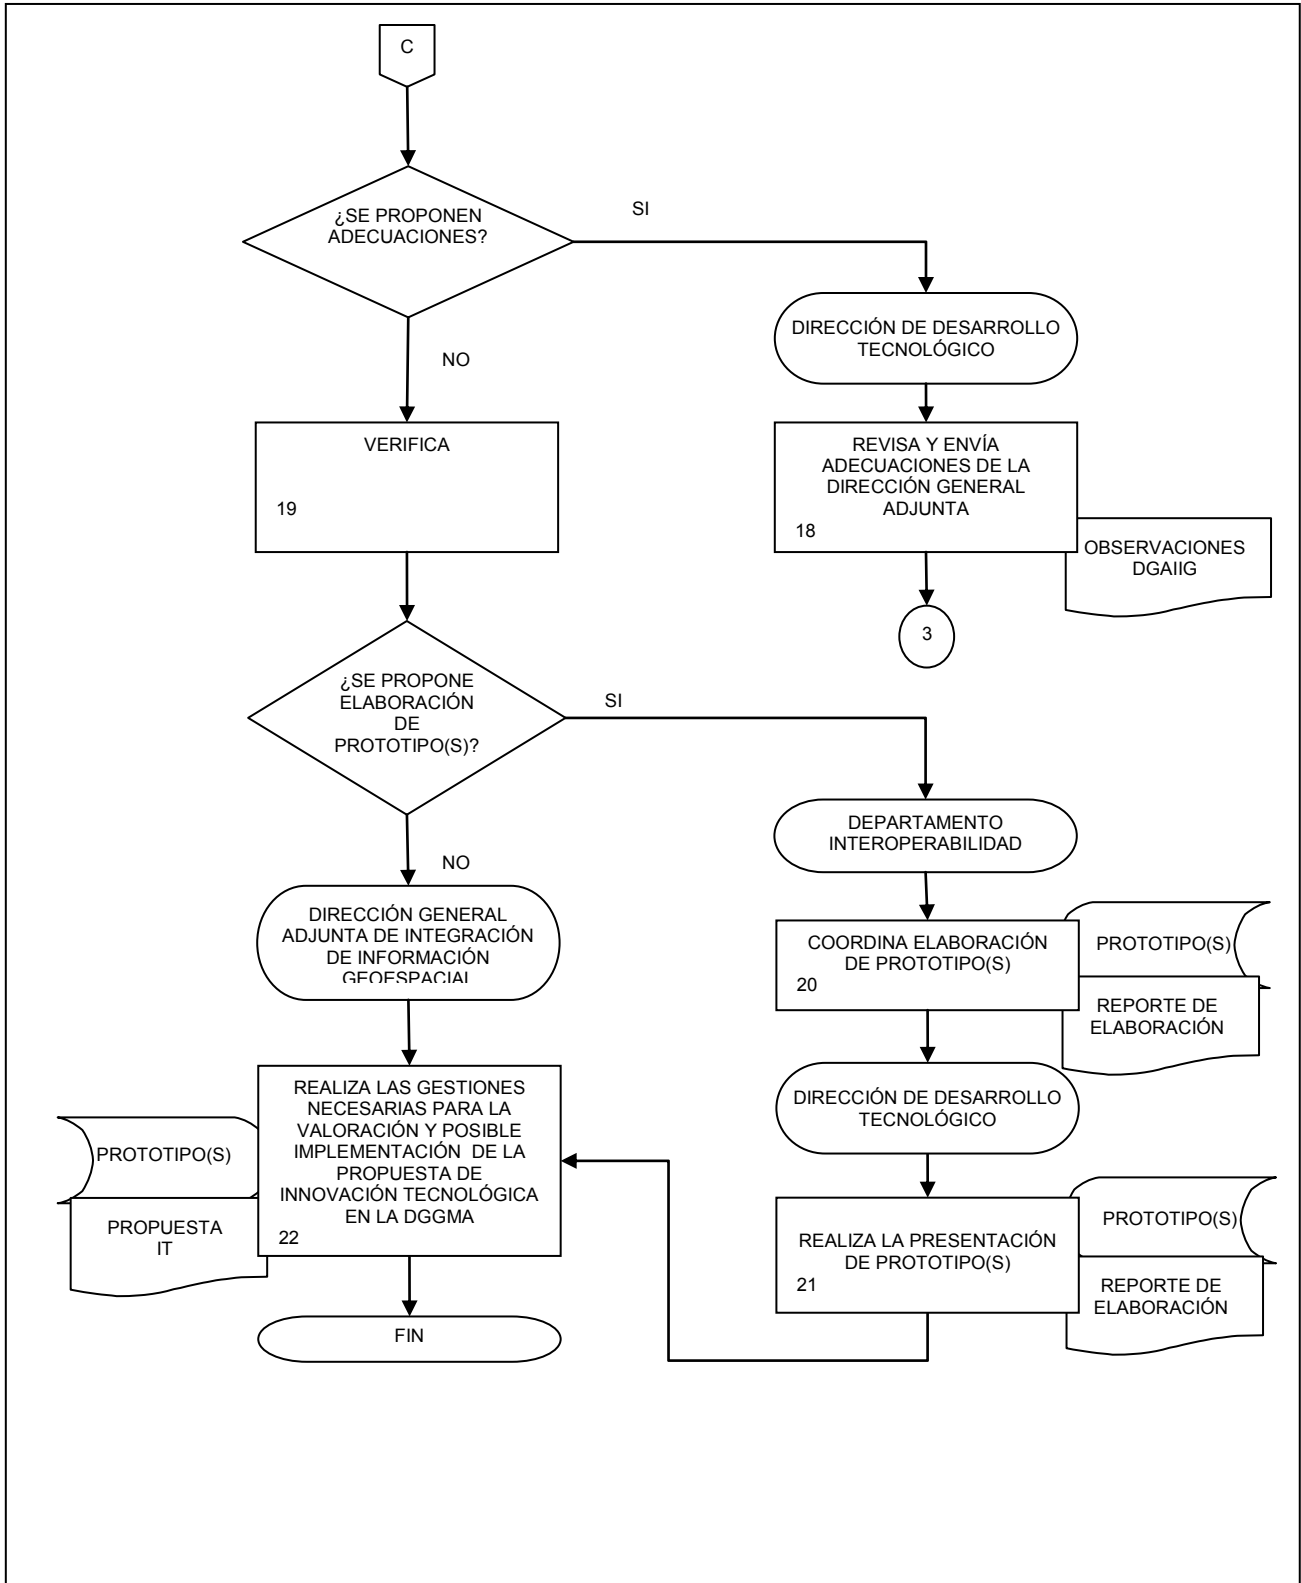 C
¿SE PROPONEN
ADECUACIONES?
SI
NO
DIRECCIÓN DE DESARROLLO
TECNOLÓGICO
VERIFICA
19
REVISA Y ENVÍA
ADECUACIONES DE LA
DIRECCIÓN GENERAL
ADJUNTA
18
OBSERVACIONES
DGAIIG
3
¿SE PROPONE
ELABORACIÓN
DE
PROTOTIPO(S)?
SI
NO
DEPARTAMENTO
INTEROPERABILIDAD
DIRECCIÓN GENERAL
ADJUNTA DE INTEGRACIÓN
DE INFORMACIÓN
GEOESPACIAL
COORDINA ELABORACIÓN
DE PROTOTIPO(S)
20
PROTOTIPO(S)
REPORTE DE
ELABORACIÓN
DIRECCIÓN DE DESARROLLO
TECNOLÓGICO
REALIZA LAS GESTIONES
NECESARIAS PARA LA
VALORACIÓN Y POSIBLE
IMPLEMENTACIÓN DE LA
PROPUESTA DE
INNOVACIÓN TECNOLÓGICA
EN LA DGGMA
22
PROTOTIPO(S)
PROPUESTA
IT
REALIZA LA PRESENTACIÓN
DE PROTOTIPO(S)
21
PROTOTIPO(S)
REPORTE DE
ELABORACIÓN
FIN